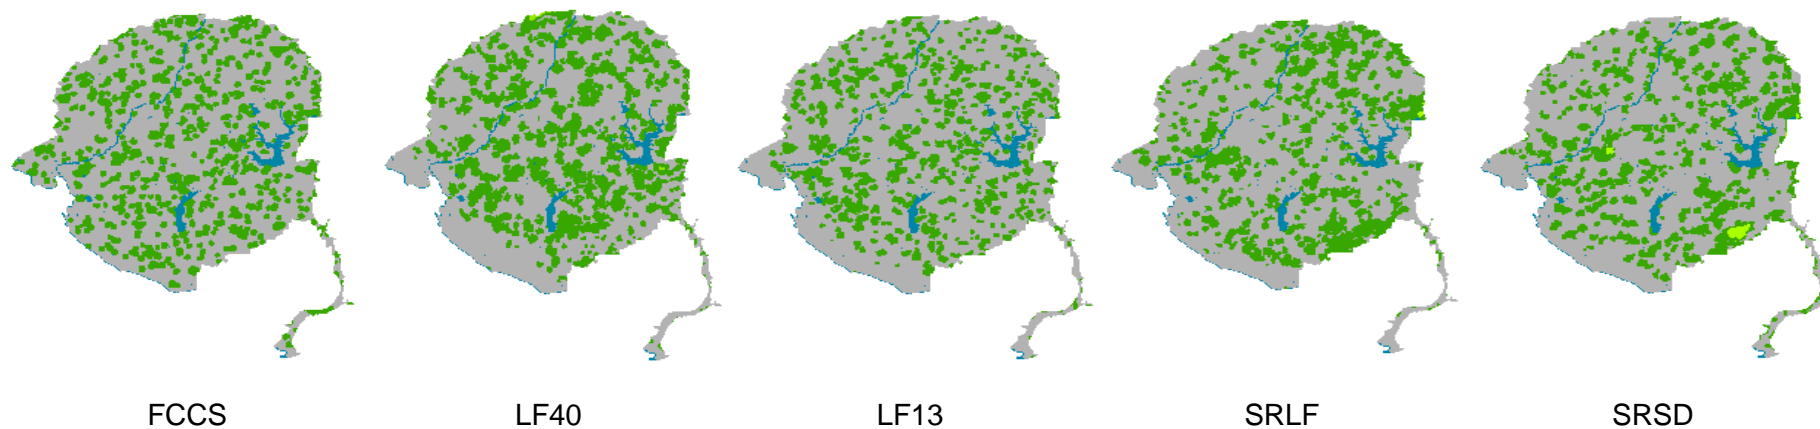 FCCS LF40 LF13 SRLF SRSD